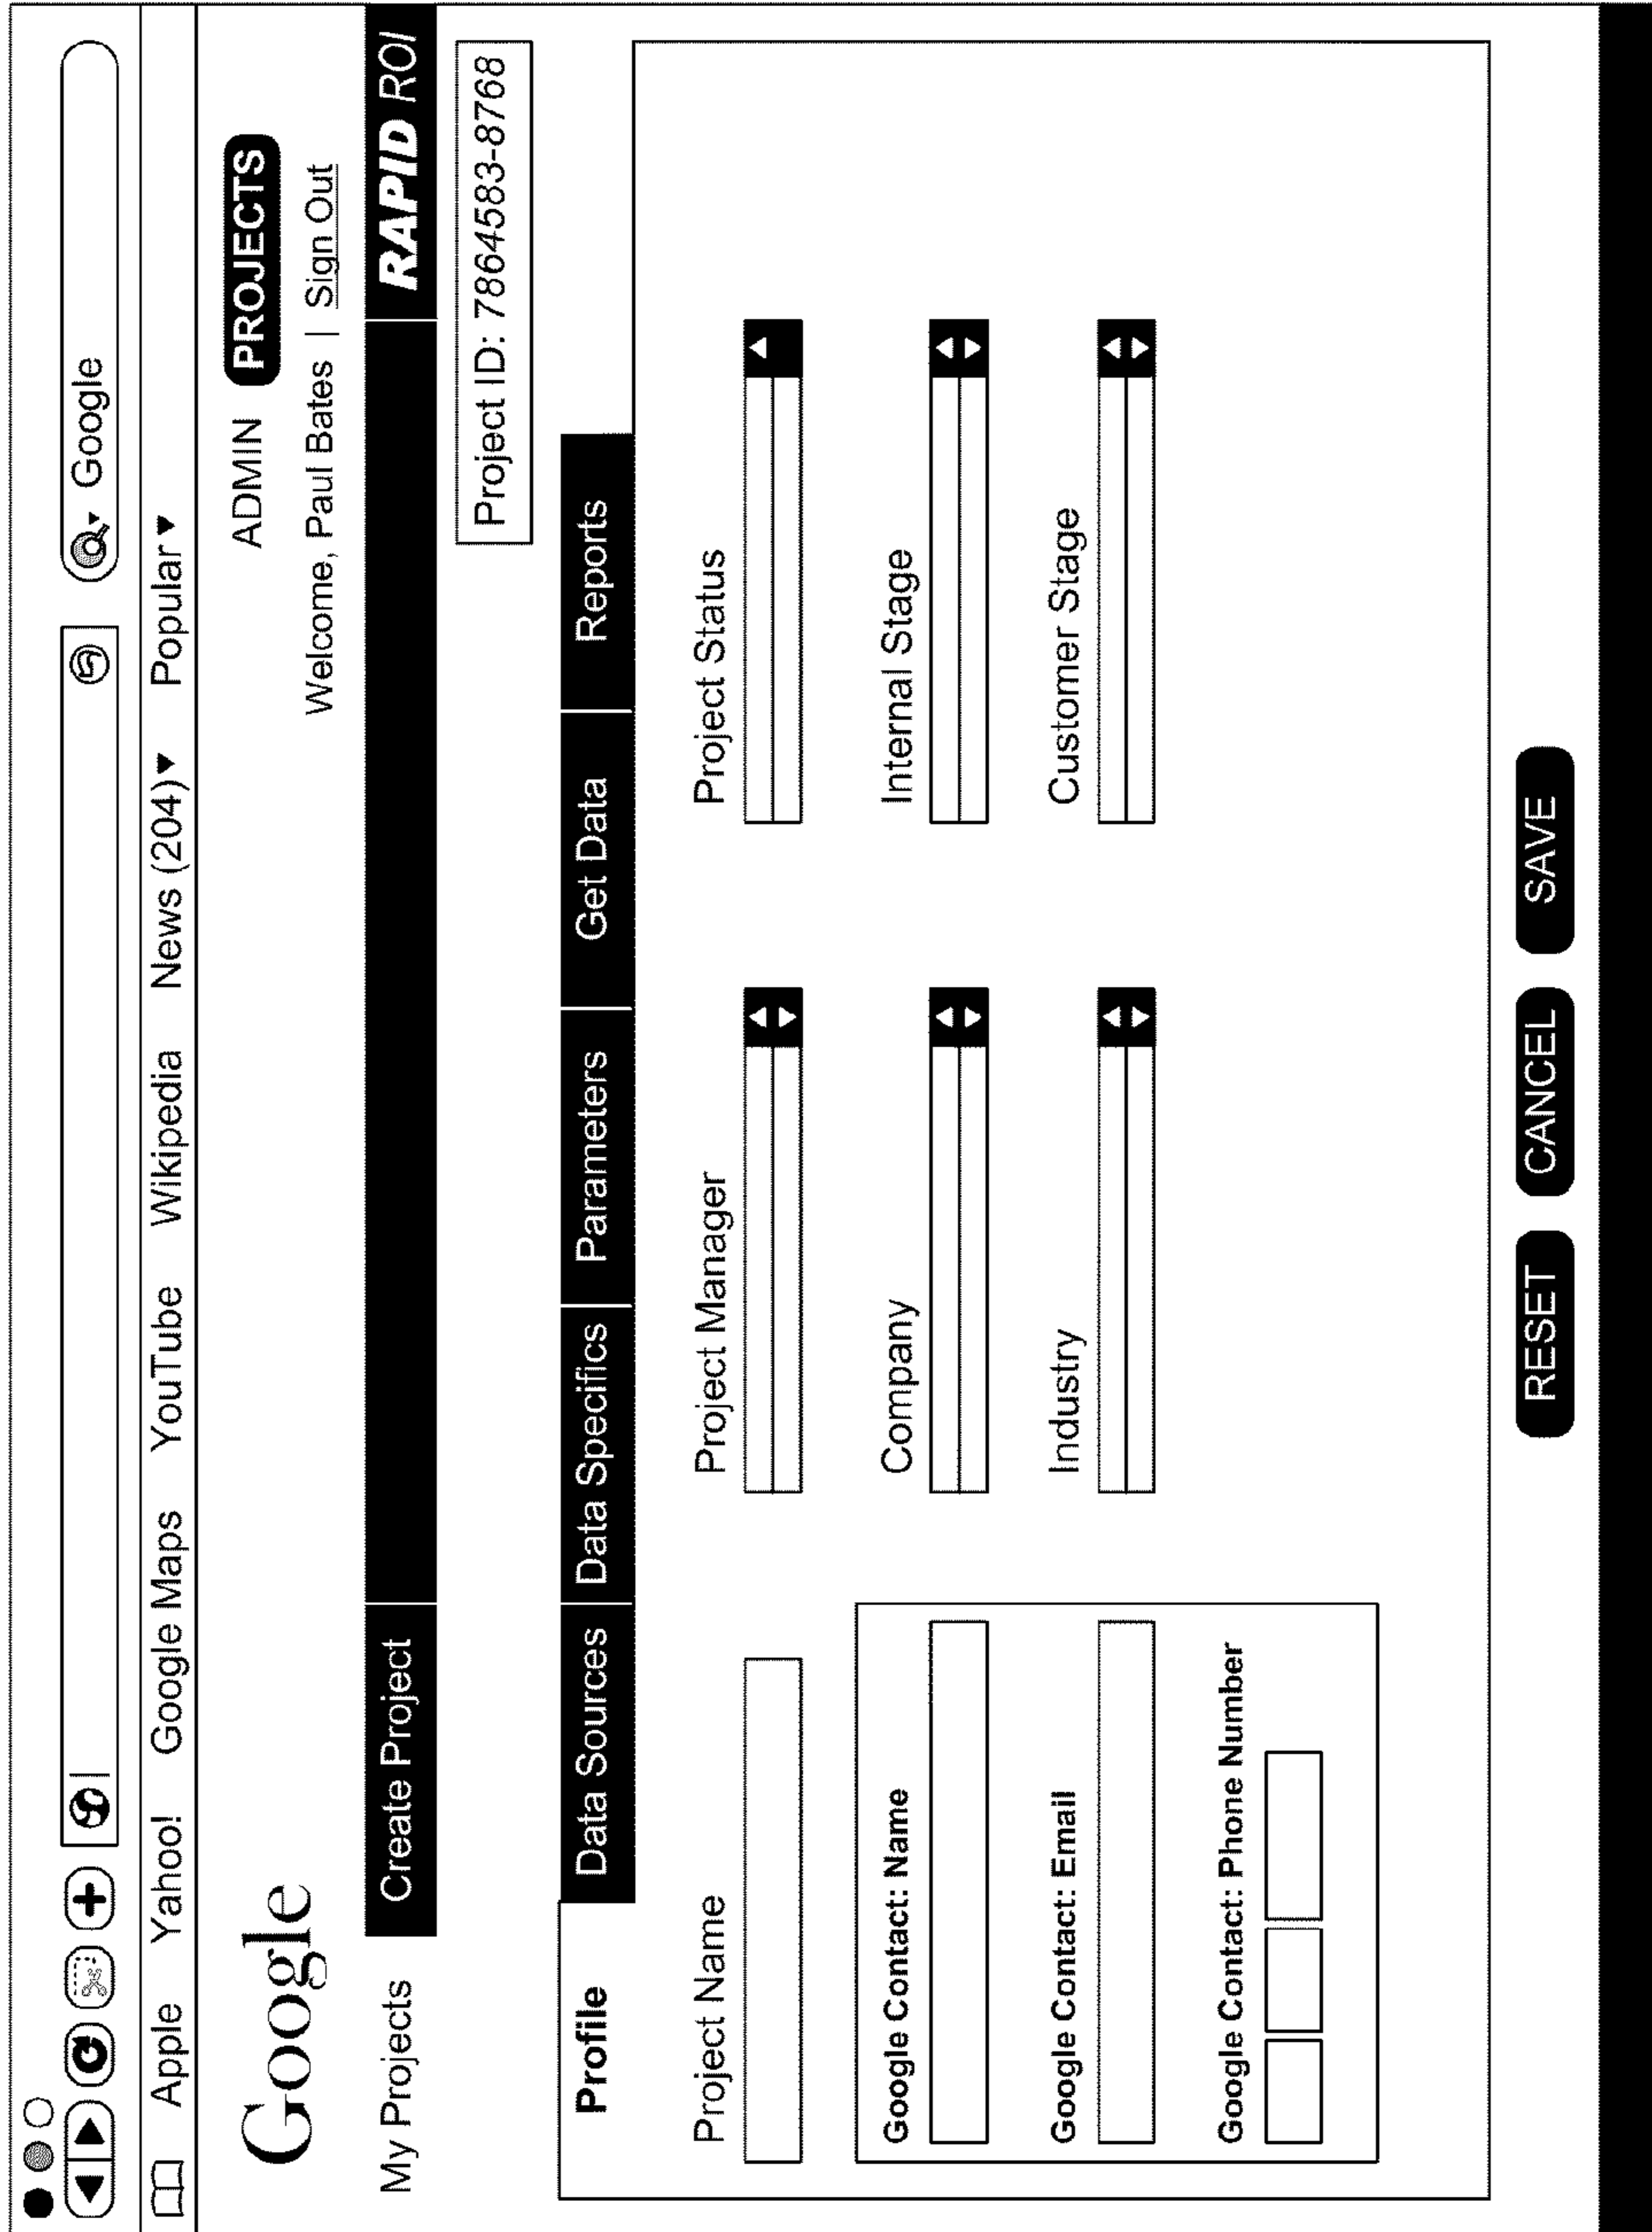 Google
Apple Yahoo! Google Maps YouTube Wikipedia News (204) Popular
Google
ADMIN PROJECTS
Welcome, Paul Bates | Sign Out
My Projects Create Project RAPID ROI
Project ID: 7864583-8768
Profile Data Sources Data Specifics Parameters Get Data Reports
Project Name Project Manager Project Status
Google Contact: Name Company Internal Stage
Google Contact: Email Industry Customer Stage
Google Contact: Phone Number
RESET CANCEL SAVE